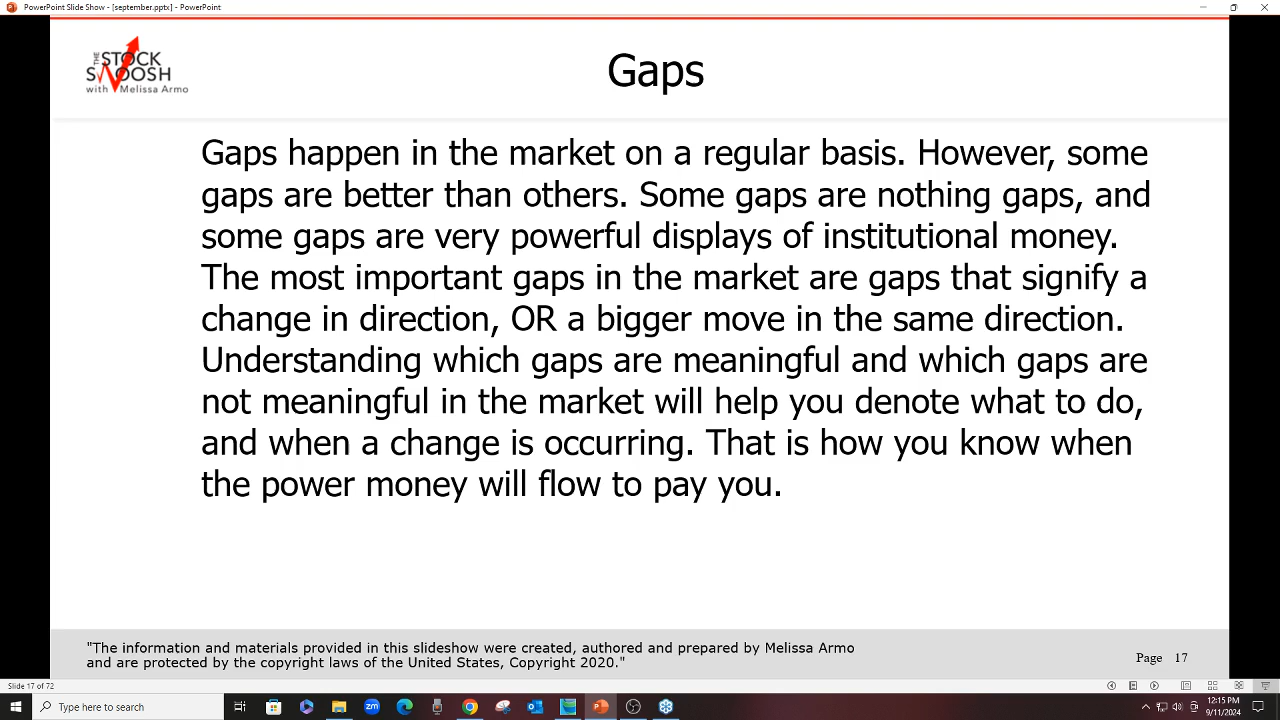 PowerPoint Slide Show - [september.pptx] - PowerPoint
THE STOCK
SWOOSH
with Melissa Armo
Gaps
Gaps happen in the market on a regular basis. However, some
gaps are better than others. Some gaps are nothing gaps, and
some gaps are very powerful displays of institutional money.
The most important gaps in the market are gaps that signify a
change in direction, OR a bigger move in the same direction.
Understanding which gaps are meaningful and which gaps are
not meaningful in the market will help you denote what to do,
and when a change is occurring. That is how you know when
the power money will flow to pay you.
"The information and materials provided in this slideshow were created, authored and prepared by Melissa Armo
and are protected by the copyright laws of the United States, Copyright 2020."
Page 17
Slide 17 of 72
Type here to search
zm
12:15 PM
9/11/2024